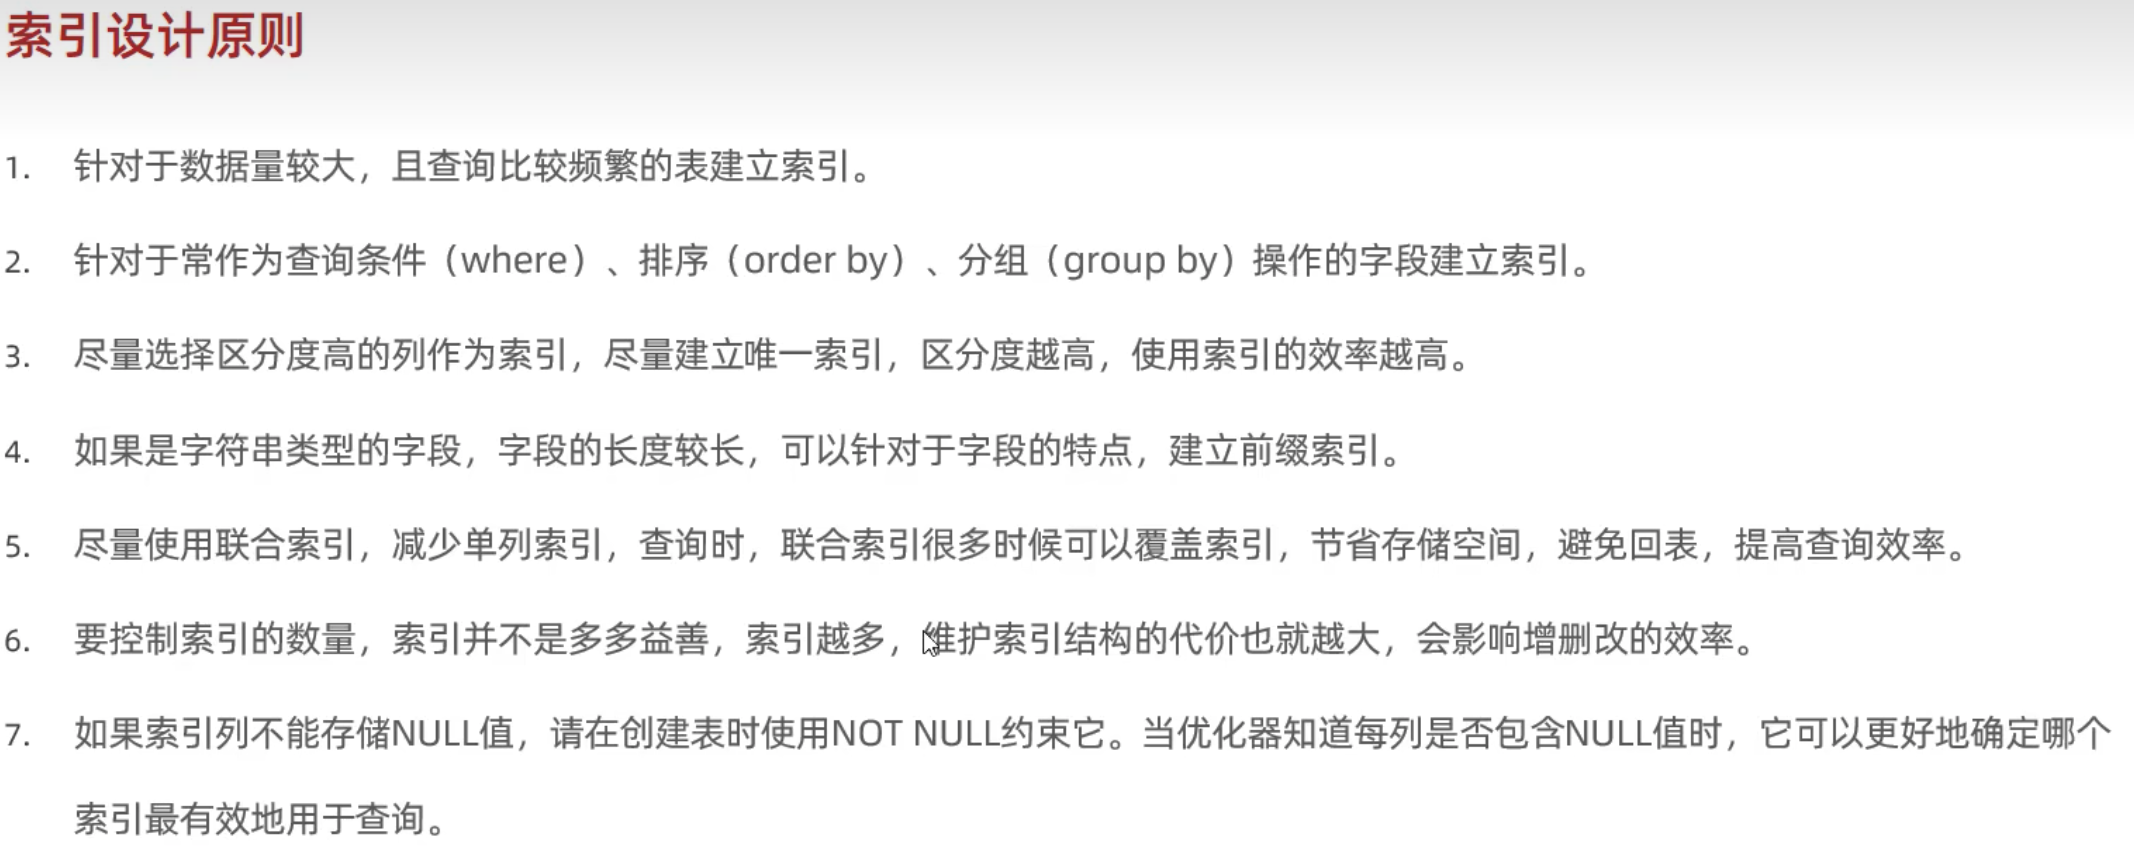 索引设计原则
1. 针对于数据量较大，且查询比较频繁的表建立索引。
2. 针对于常作为查询条件（where）、排序（order by）、分组（group by）操作的字段建立索引。
3. 尽量选择区分度高的列作为索引，尽量建立唯一索引，区分度越高，使用索引的效率越高。
4. 如果是字符串类型的字段，字段的长度较长，可以针对于字段的特点，建立前缀索引。
5. 尽量使用联合索引，减少单列索引，查询时，联合索引很多时候可以覆盖索引，节省存储空间，避免回表，提高查询效率。
6. 要控制索引的数量，索引并不是多多益善，索引越多，维护索引结构的代价也就越大，会影响增删改的效率。
7. 如果索引列不能存储NULL值，请在创建表时使用NOT NULL约束它。当优化器知道每列是否包含NULL值时，它可以更好地确定哪个
索引最有效地用于查询。